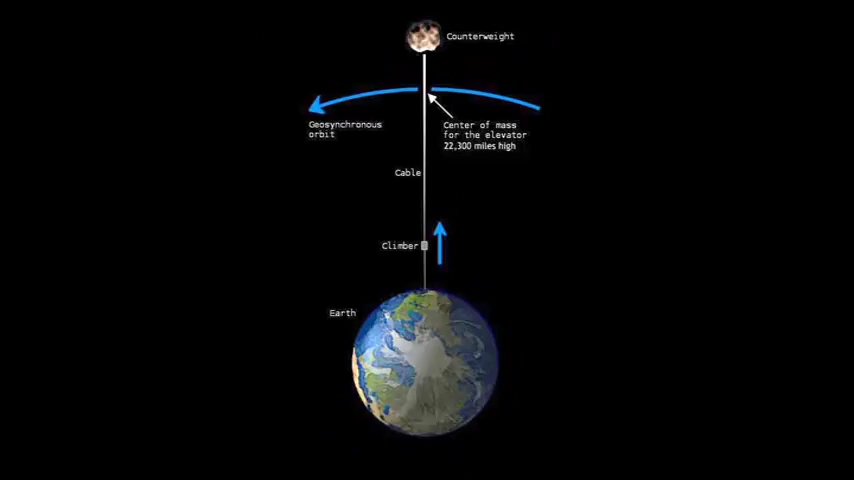 Counterweight
Geosynchronous
orbit
Center of mass
for the elevator
22,300 miles high
Cable
Climber
Earth